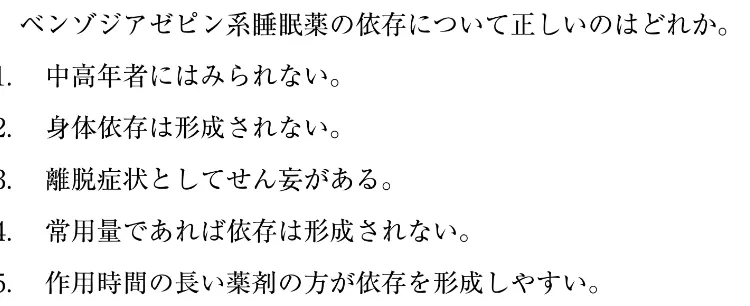 ベンゾジアゼピン系睡眠薬の依存について正しいのはどれか。
1. 中高年者にはみられない。
2. 身体依存は形成されない。
3. 離脱症状としてせん妄がある。
4. 常用量であれば依存は形成されない。
5. 作用時間の長い薬剤の方が依存を形成しやすい。